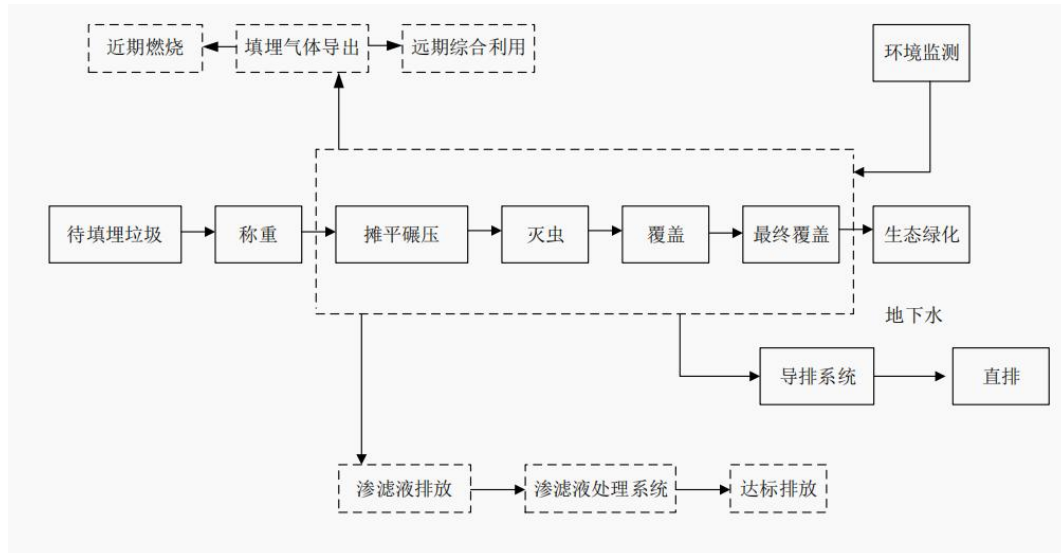 近期燃烧
填埋气体导出
远期综合利用
环境监测
待填埋垃圾
称重
摊平碾压
灭虫
覆盖
最终覆盖
生态绿化
地下水
导排系统
直排
渗滤液排放
渗滤液处理系统
达标排放